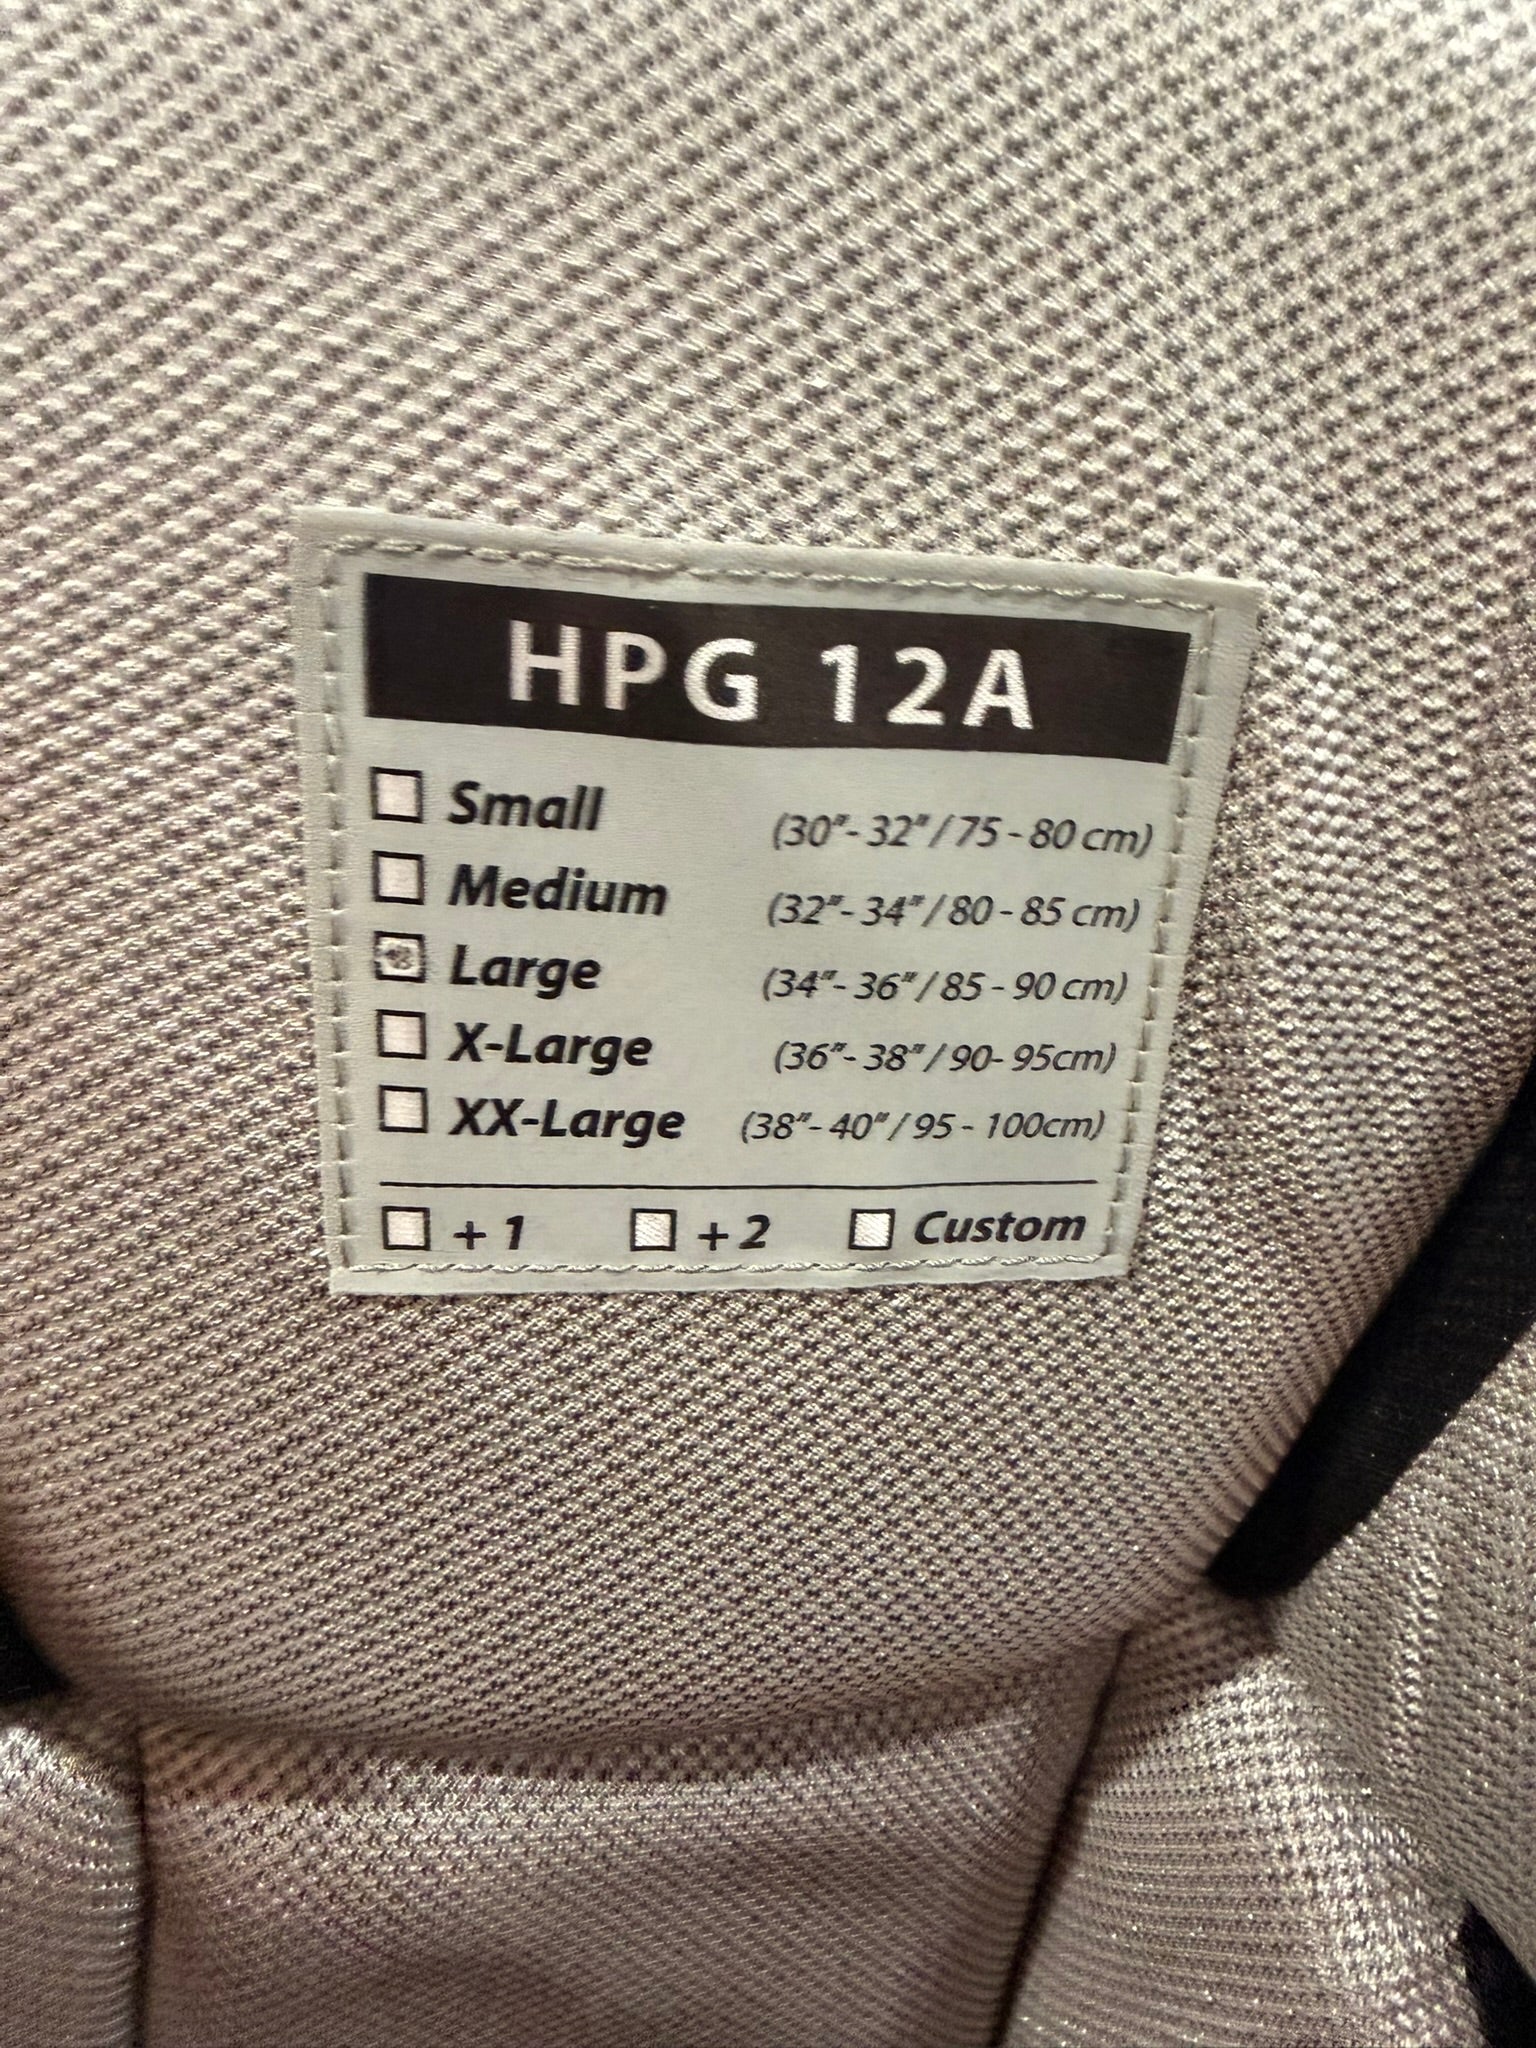 HPG 12A
Small (30"- 32" / 75 - 80 cm)
Medium (32"- 34" / 80 - 85 cm)
Large (34"- 36" / 85 - 90 cm)
X-Large (36"- 38" / 90- 95cm)
XX-Large (38"- 40" / 95 - 100cm)
+ 1 + 2 Custom